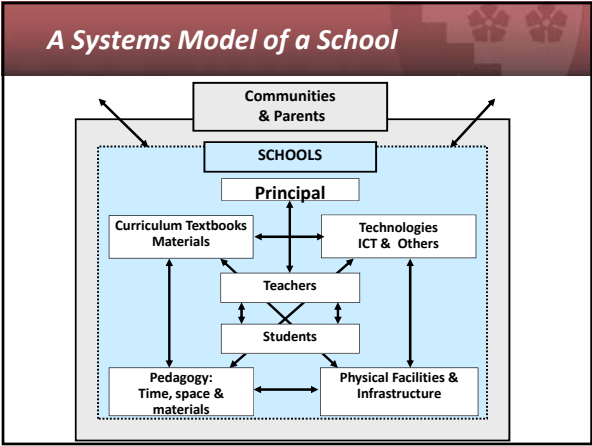 A Systems Model of a School
Communities
& Parents
SCHOOLS
Principal
Curriculum Textbooks
Materials
Technologies
ICT & Others
Teachers
Students
Pedagogy:
Time, space &
materials
Physical Facilities &
Infrastructure